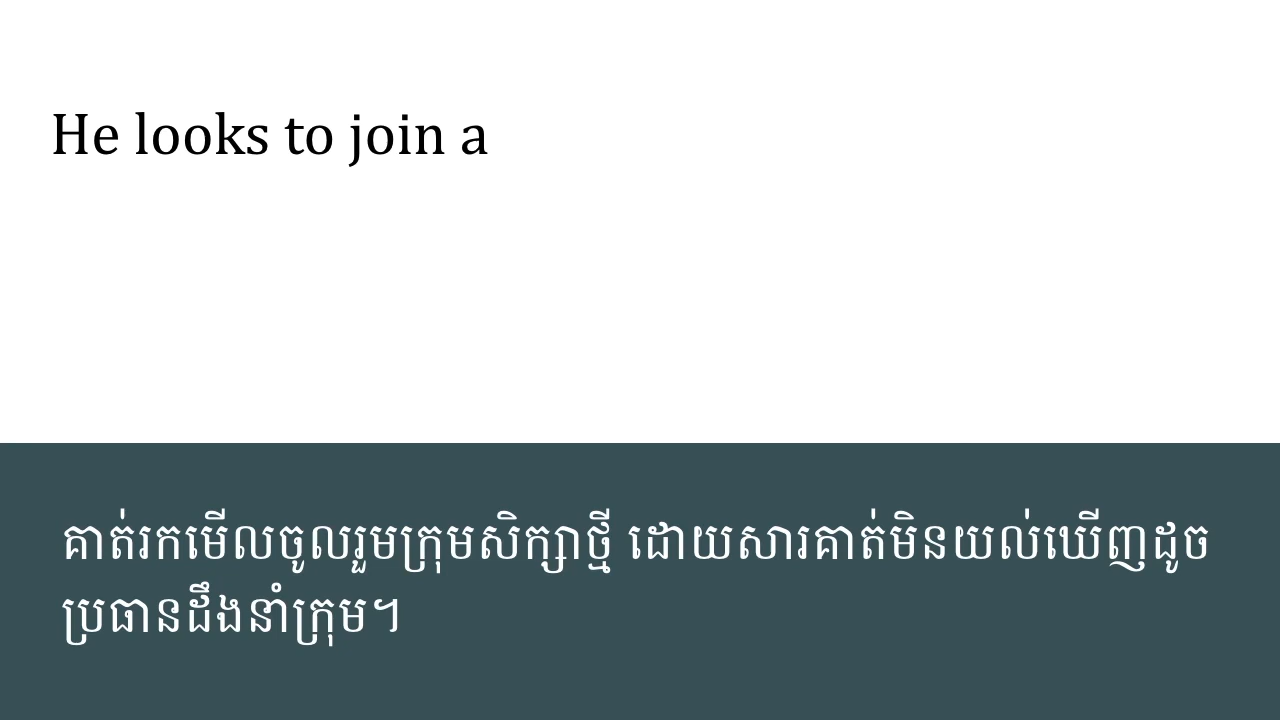 He looks to join a
គាត់រកមើលចូលរួមក្រុមសិក្សាថ្មី ដោយសារគាត់មិនយល់ឃើញដូច
ប្រធានដឹងនាំក្រុម។